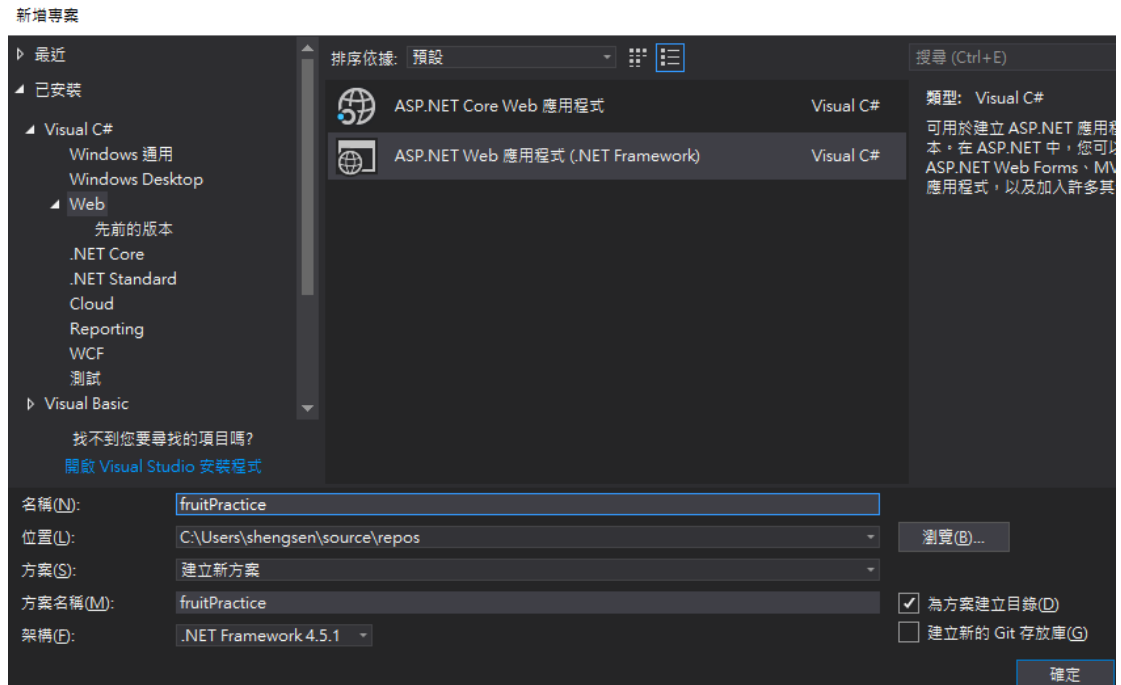 新增專案
最近
已安裝
Visual C#
Windows 通用
Windows Desktop
Web
先前的版本
.NET Core
.NET Standard
Cloud
Reporting
WCF
測試
Visual Basic
找不到您要尋找的項目嗎?
開啟 Visual Studio 安裝程式
排序依據: 預設
ASP.NET Core Web 應用程式 Visual C#
ASP.NET Web 應用程式 (.NET Framework) Visual C#
搜尋 (Ctrl+E)
類型: Visual C#
可用於建立 ASP.NET 應用
本。在 ASP.NET 中，您可
ASP.NET Web Forms、MV
應用程式，以及加入許多其
名稱(N): fruitPractice
位置(L): C:\Users\shengsen\source\repos 瀏覽(B)...
方案(S): 建立新方案
方案名稱(M): fruitPractice 為方案建立目錄(D)
架構(F): .NET Framework 4.5.1 建立新的 Git 存放庫(G)
確定